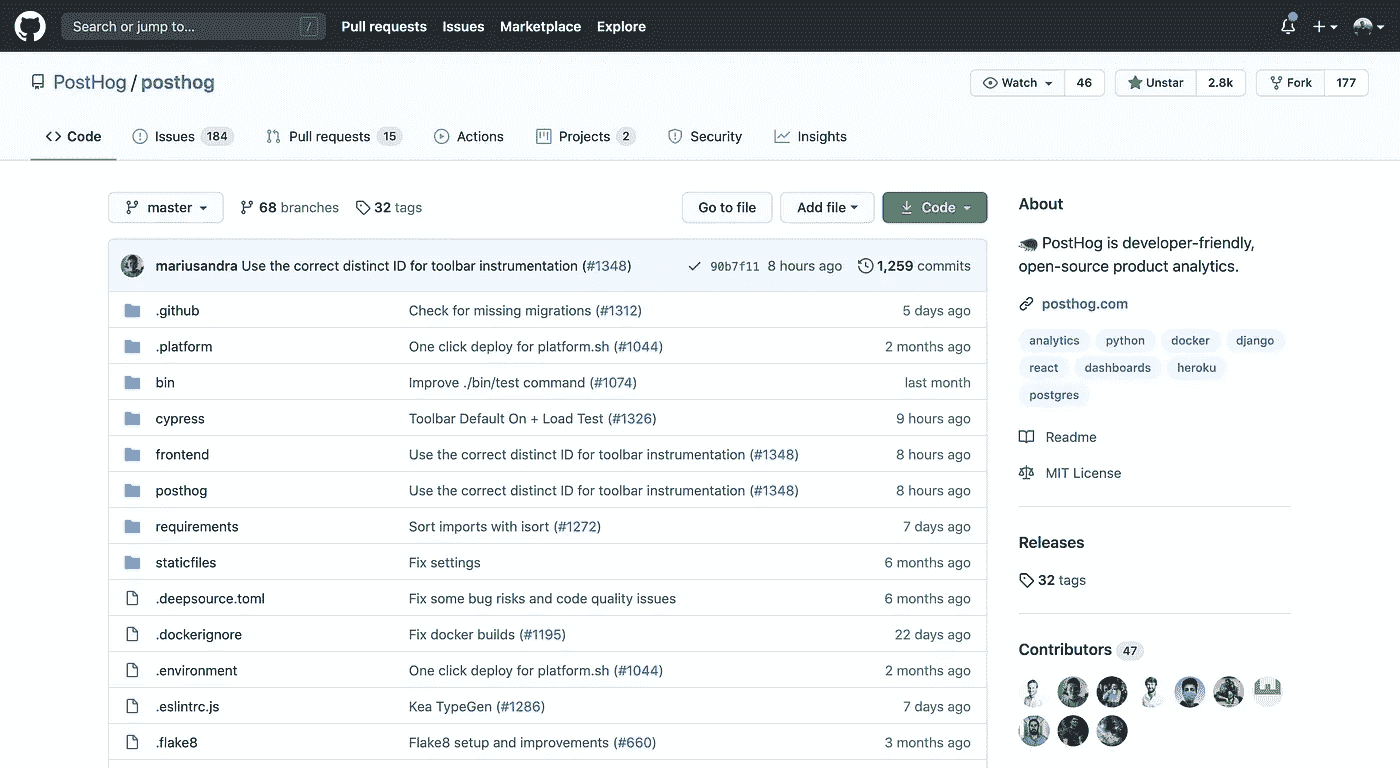 Search or jump to... /
Pull requests Issues Marketplace Explore
PostHog / posthog
Watch 46 Unstar 2.8k Fork 177
Code Issues 184 Pull requests 15 Actions Projects 2 Security Insights
master 68 branches 32 tags Go to file Add file Code
mariusandra Use the correct distinct ID for toolbar instrumentation (#1348) 90b7f11 8 hours ago 1,259 commits
.github Check for missing migrations (#1312) 5 days ago
.platform One click deploy for platform.sh (#1044) 2 months ago
bin Improve ./bin/test command (#1074) last month
cypress Toolbar Default On + Load Test (#1326) 9 hours ago
frontend Use the correct distinct ID for toolbar instrumentation (#1348) 8 hours ago
posthog Use the correct distinct ID for toolbar instrumentation (#1348) 8 hours ago
requirements Sort imports with isort (#1272) 7 days ago
staticfiles Fix settings 6 months ago
.deepsource.toml Fix some bug risks and code quality issues 6 months ago
.dockerignore Fix docker builds (#1195) 22 days ago
.environment One click deploy for platform.sh (#1044) 2 months ago
.eslintrc.js Kea TypeGen (#1286) 7 days ago
.flake8 Flake8 setup and improvements (#660) 3 months ago
About
PostHog is developer-friendly,
open-source product analytics.
posthog.com
analytics python docker django
react dashboards heroku
postgres
Readme
MIT License
Releases
32 tags
Contributors 47